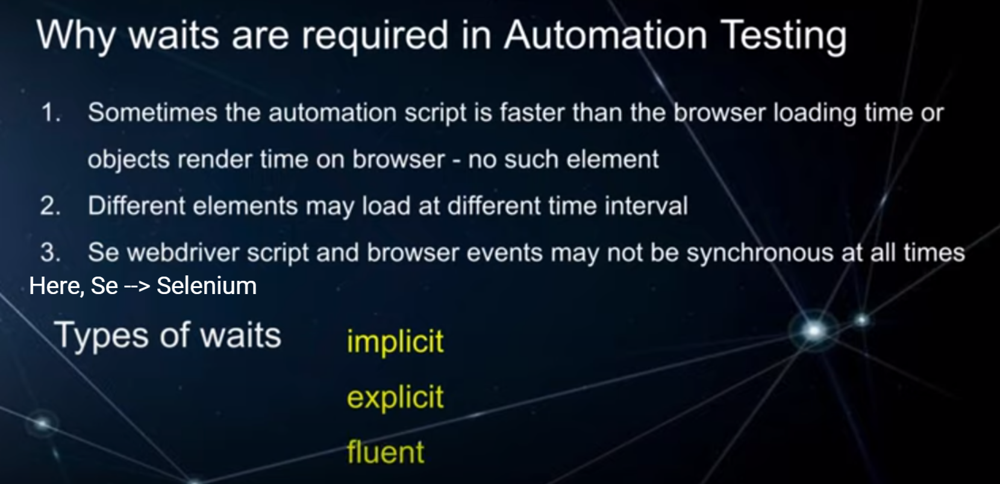 Why waits are required in Automation Testing
1. Sometimes the automation script is faster than the browser loading time or
objects render time on browser - no such element
2. Different elements may load at different time interval
3. Se webdriver script and browser events may not be synchronous at all times
Here, Se --> Selenium
Types of waits
implicit
explicit
fluent